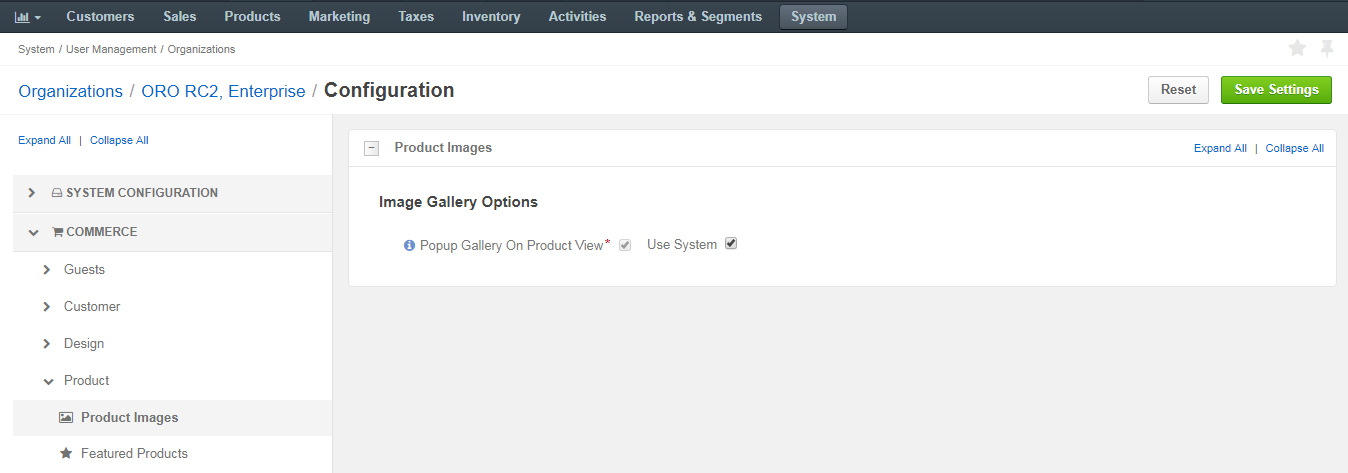 Customers Sales Products Marketing Taxes Inventory Activities Reports & Segments System
System / User Management / Organizations
Organizations / ORO RC2, Enterprise / Configuration Reset Save Settings
Expand All | Collapse All
SYSTEM CONFIGURATION
COMMERCE
Guests
Customer
Design
Product
Product Images
Featured Products
Product Images Expand All | Collapse All
Image Gallery Options
Popup Gallery On Product View* Use System